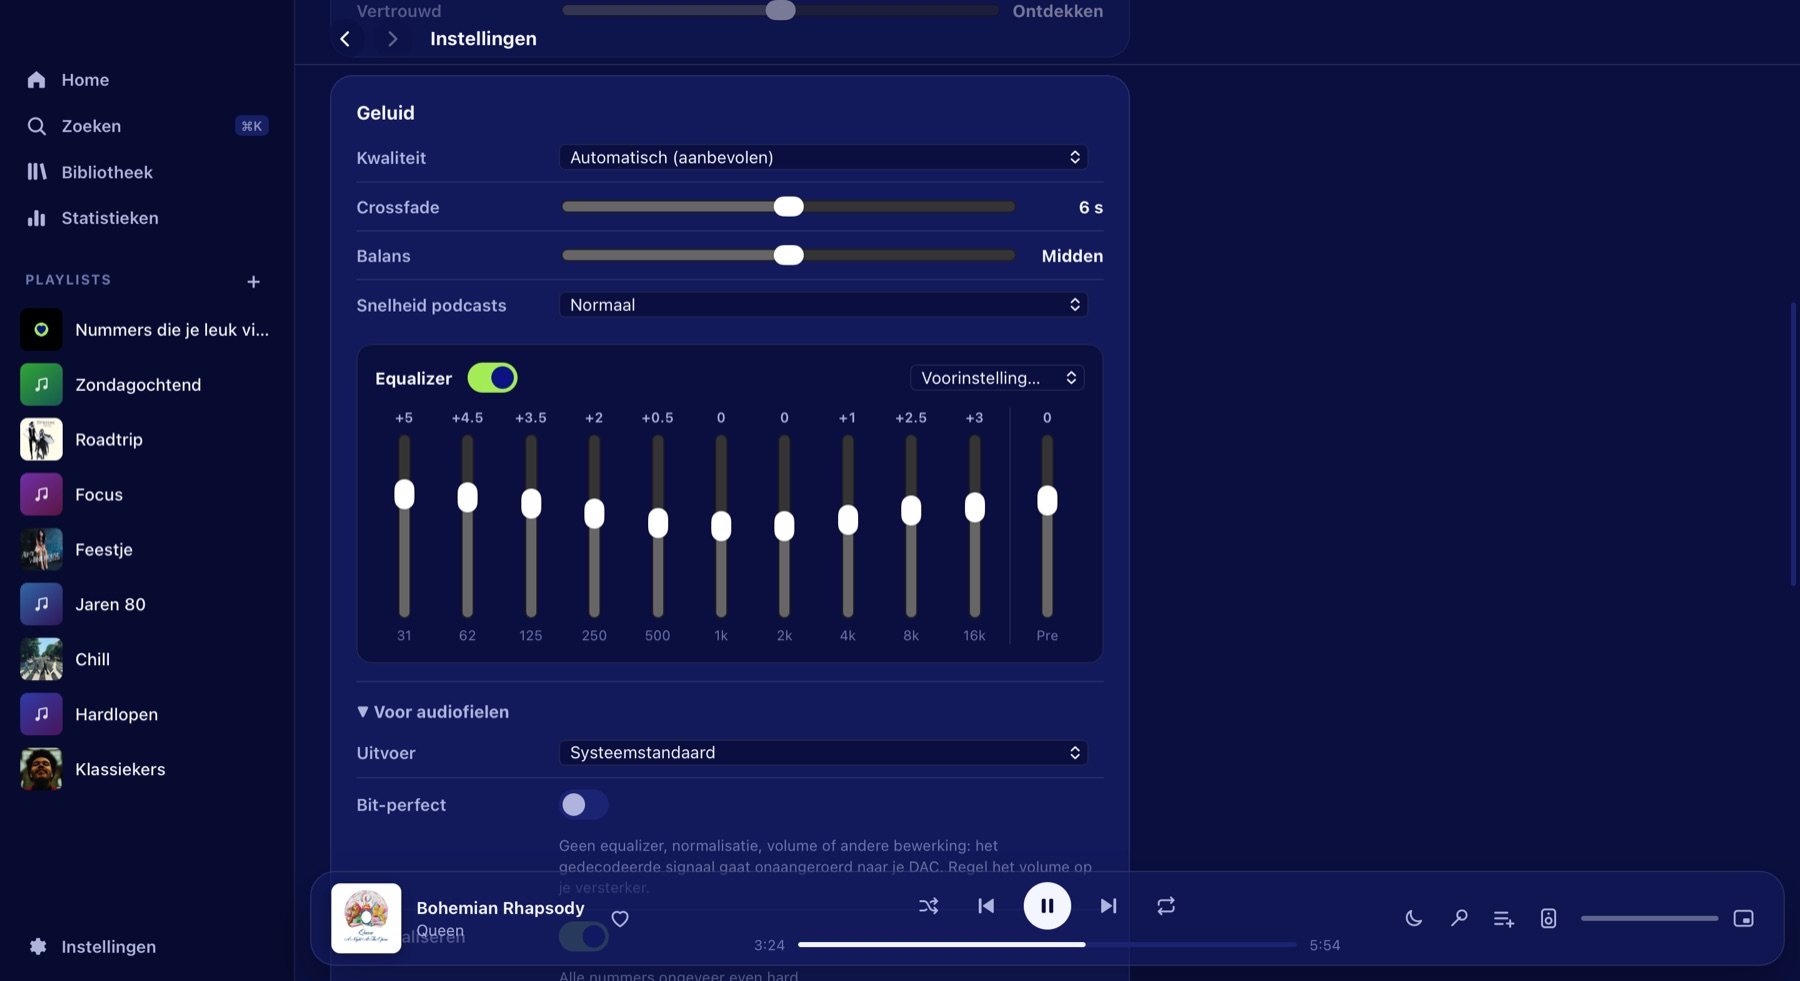 Vertrouwd
Ontdekken
Instellingen
Home
Zoeken
⌘K
Bibliotheek
Statistieken
PLAYLISTS
Nummers die je leuk vi...
Zondagochtend
Roadtrip
Focus
Feestje
Jaren 80
Chill
Hardlopen
Klassiekers
Instellingen
Geluid
Kwaliteit
Automatisch (aanbevolen)
Crossfade
6 s
Balans
Midden
Snelheid podcasts
Normaal
Equalizer
Voorinstelling...
+5 +4.5 +3.5 +2 +0.5 0 0 +1 +2.5 +3 0
31 62 125 250 500 1k 2k 4k 8k 16k Pre
▼ Voor audiofielen
Uitvoer
Systeemstandaard
Bit-perfect
Geen equalizer, normalisatie, volume of andere bewerking: het
gedecodeerde signaal gaat onaangeroerd naar je DAC. Regel het volume op
je versterker.
Bohemian Rhapsody
Queen
aliseren
3:24
5:54
Alle nummers ongeveer even hard